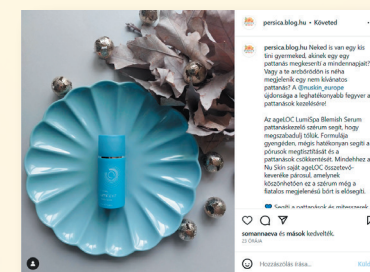 persica.blog.hu • Követed
persica.blog.hu Neked is van egy kis
tini gyermeked, akinek egy egy
pattanás megkeseríti a mindennapjait?
Vagy a te arcbőrödön is néha
megjelenik egy nem kívánatos
pattanás? A @nuskin_europe
újdonsága a leghatékonyabb fegyver a
pattanások kezelésére!
Az ageLOC LumiSpa Blemish Serum
pattanáskezelő szérum segít, hogy
megszabadulj tőlük. Formulája
gyengéden, mégis hatékonyan segíti a
pórusok megtisztítását és a
pattanások csökkentését. Mindehhez a
Nu Skin saját ageLOC összetevő-
keveréke párosul, amelynek
köszönhetően ez a szérum még a
fiatalos megjelenésű bőrt is elősegíti.
somannaeva és mások kedvelték.
23 ÓRÁJA
Hozzászólás írása...